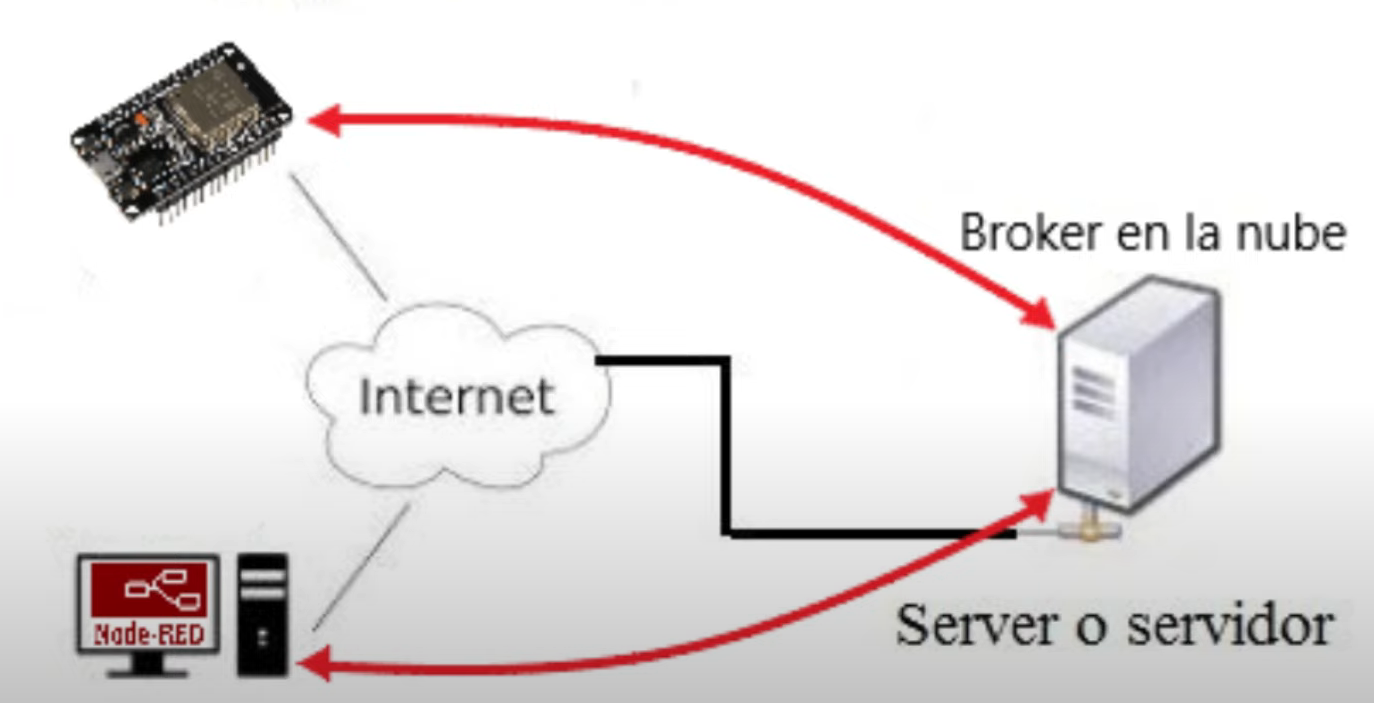 Broker en la nube
Internet
Node-RED
Server o servidor